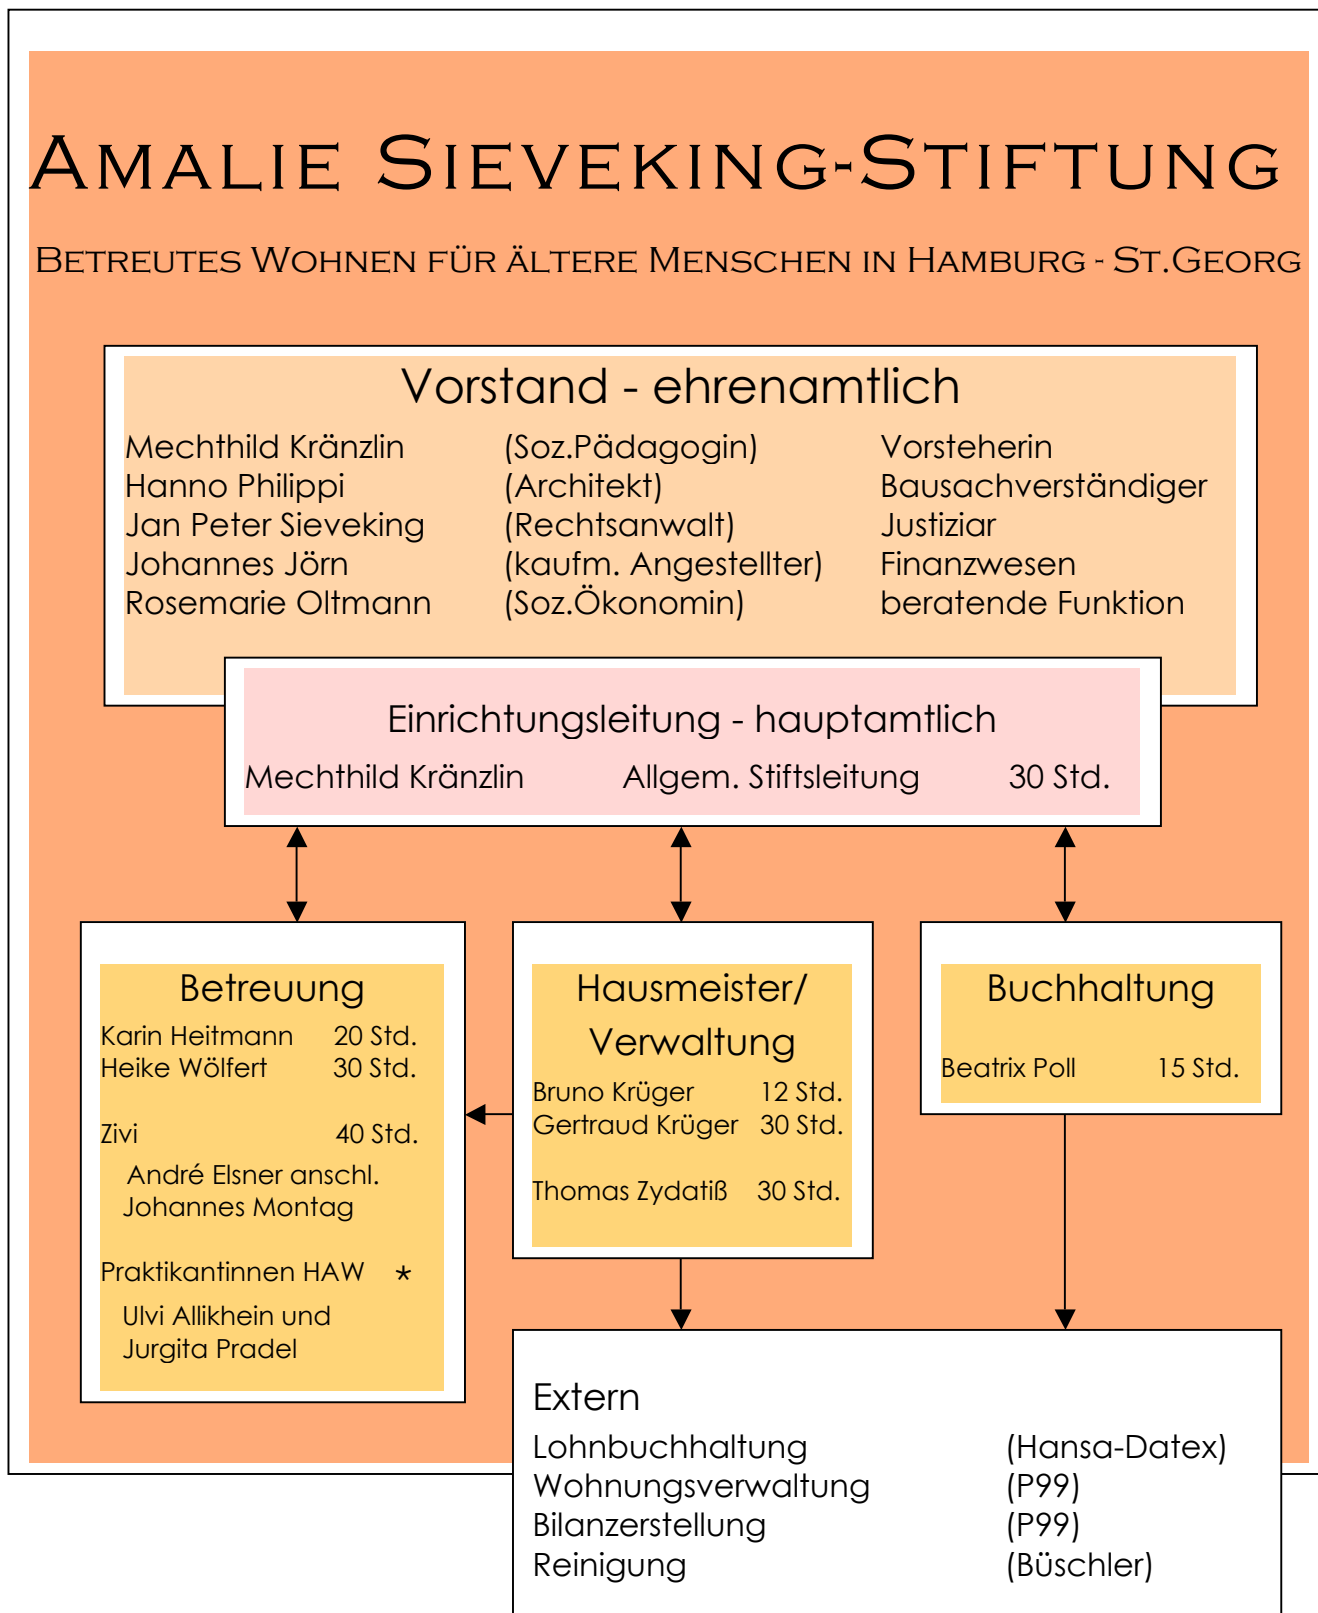 AMALIE SIEVEKING-STIFTUNG
BETREUTES WOHNEN FÜR ÄLTERE MENSCHEN IN HAMBURG - ST.GEORG
Vorstand - ehrenamtlich
Mechthild Kränzlin (Soz.Pädagogin) Vorsteherin
Hanno Philippi (Architekt) Bausachverständiger
Jan Peter Sieveking (Rechtsanwalt) Justiziar
Johannes Jörn (kaufm. Angestellter) Finanzwesen
Rosemarie Oltmann (Soz.Ökonomin) beratende Funktion
Einrichtungsleitung - hauptamtlich
Mechthild Kränzlin Allgem. Stiftsleitung 30 Std.
Betreuung
Karin Heitmann 20 Std.
Heike Wölfert 30 Std.
Zivi 40 Std.
André Elsner anschl.
Johannes Montag
Praktikantinnen HAW *
Ulvi Allikhein und
Jurgita Pradel
Hausmeister/
Verwaltung
Bruno Krüger 12 Std.
Gertraud Krüger 30 Std.
Thomas Zydatiß 30 Std.
Buchhaltung
Beatrix Poll 15 Std.
Extern
Lohnbuchhaltung (Hansa-Datex)
Wohnungsverwaltung (P99)
Bilanzerstellung (P99)
Reinigung (Büschler)